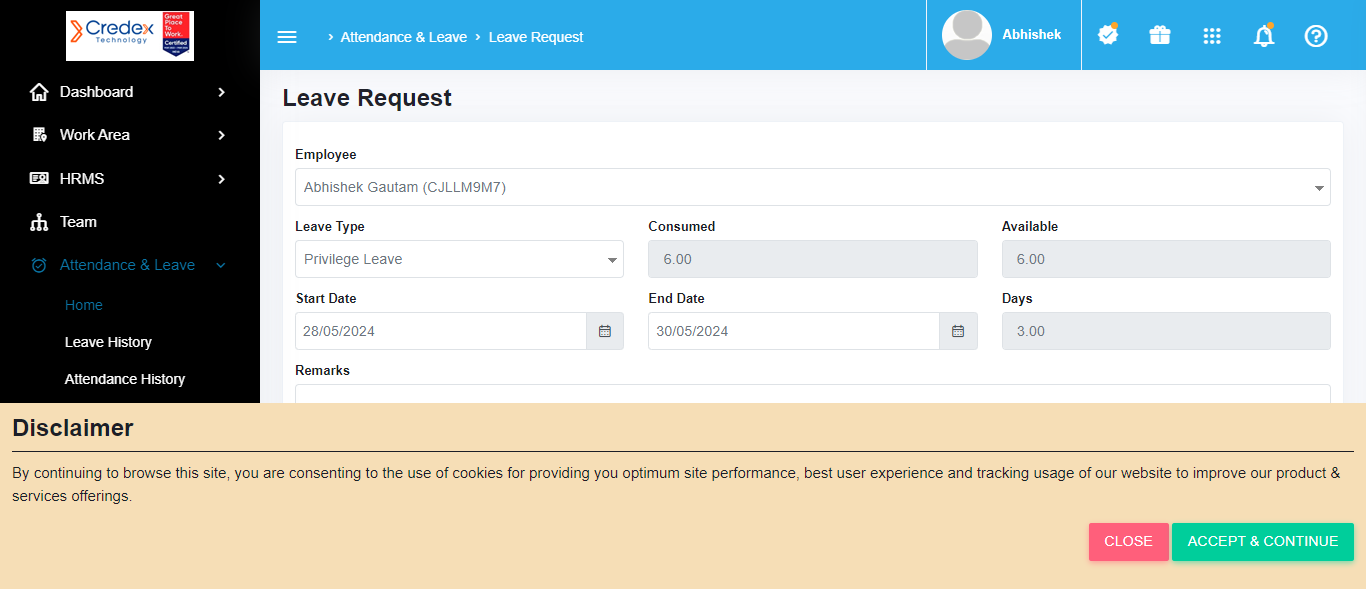 Credex
Technology
Great
Place
To
Work.
Certified
Dashboard
Work Area
HRMS
Team
Attendance & Leave
Home
Leave History
Attendance History
› Attendance & Leave › Leave Request
Abhishek
Leave Request
Employee
Abhishek Gautam (CJLLM9M7)
Leave Type Consumed Available
Privilege Leave 6.00 6.00
Start Date End Date Days
28/05/2024 30/05/2024 3.00
Remarks
Disclaimer
By continuing to browse this site, you are consenting to the use of cookies for providing you optimum site performance, best user experience and tracking usage of our website to improve our product &
services offerings.
CLOSE ACCEPT & CONTINUE